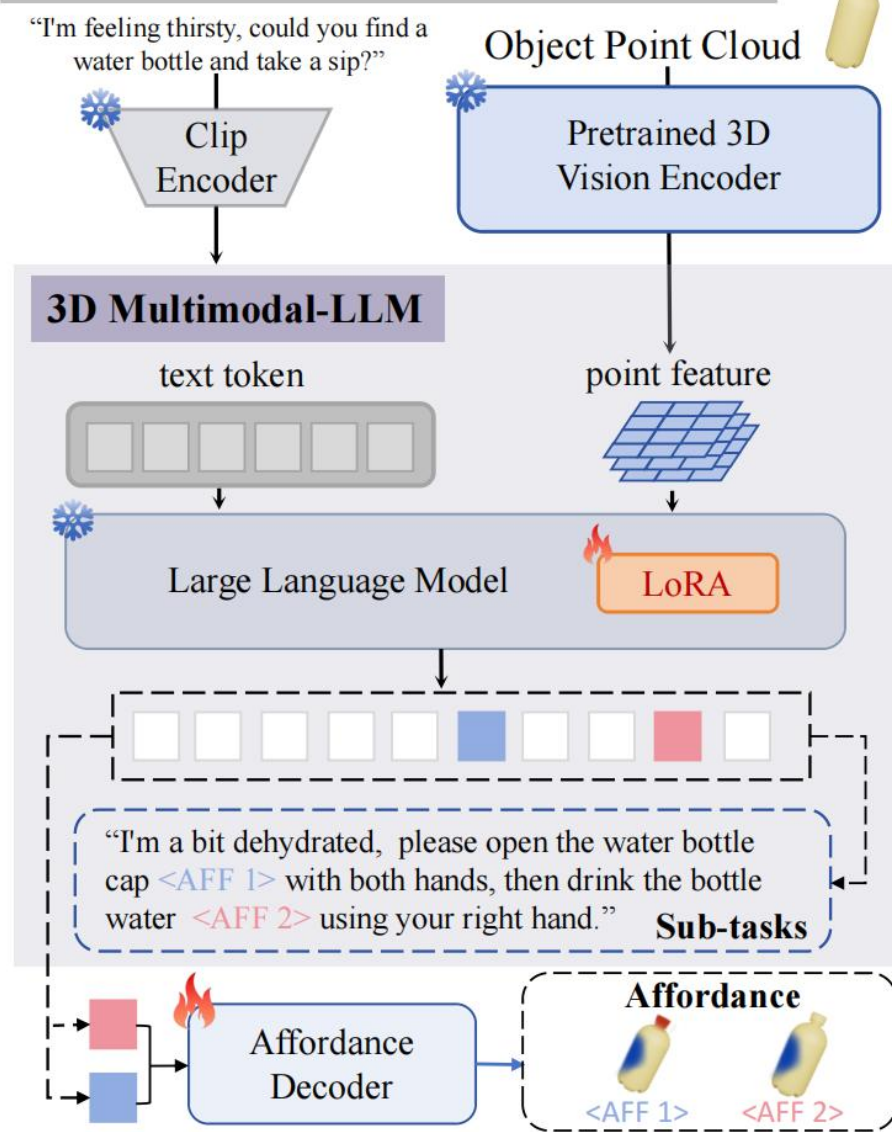 “I'm feeling thirsty, could you find a
water bottle and take a sip?”
Object Point Cloud
Clip
Encoder
Pretrained 3D
Vision Encoder
3D Multimodal-LLM
text token
point feature
Large Language Model
LoRA
“I'm a bit dehydrated,  please open the water bottle
cap <AFF 1> with both hands, then drink the bottle
water  <AFF 2> using your right hand.”
Sub-tasks
Affordance
Decoder
Affordance
<AFF 1>
<AFF 2>